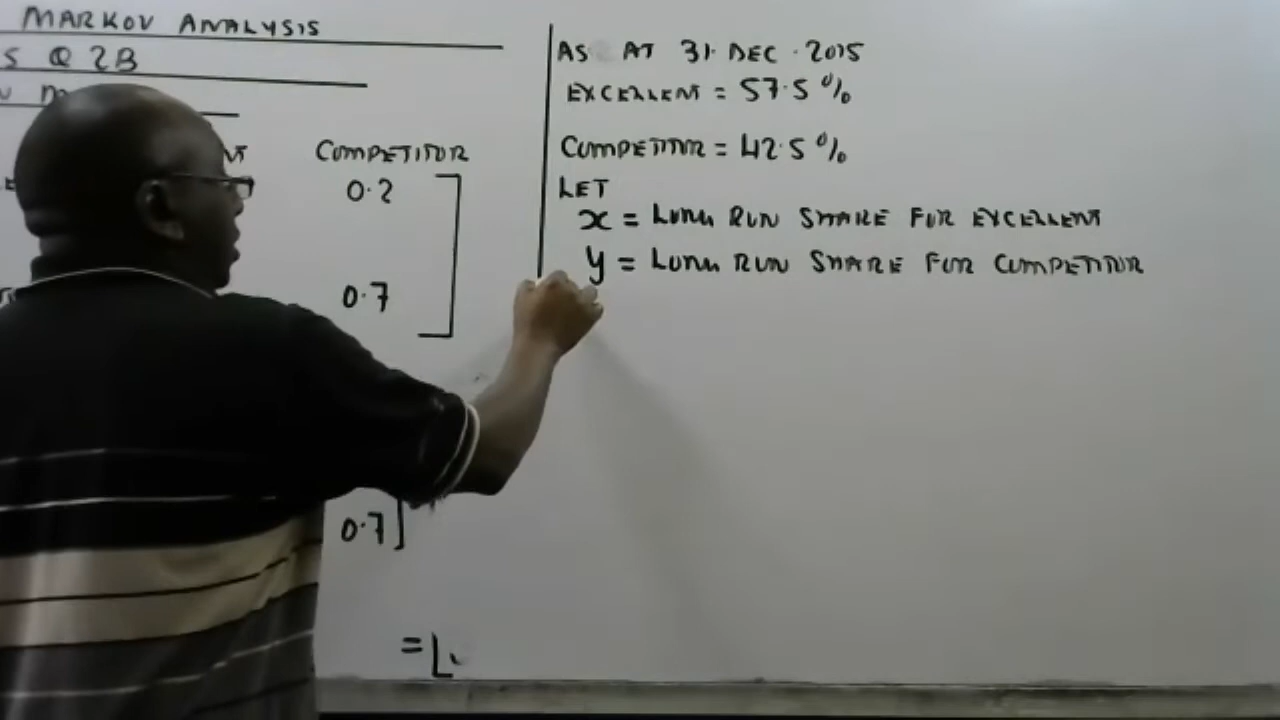 MARKOV ANALYSIS
S Q 2B
COMPETITOR
0.2
0.7
0.7]
= [
AS AT 31 DEC. 2015
EXCELLENT = 57.5%
COMPETITOR = 42.5%
LET
x = LONG RUN SHARE FOR EXCELLENT
y = LONG RUN SHARE FOR COMPETITOR